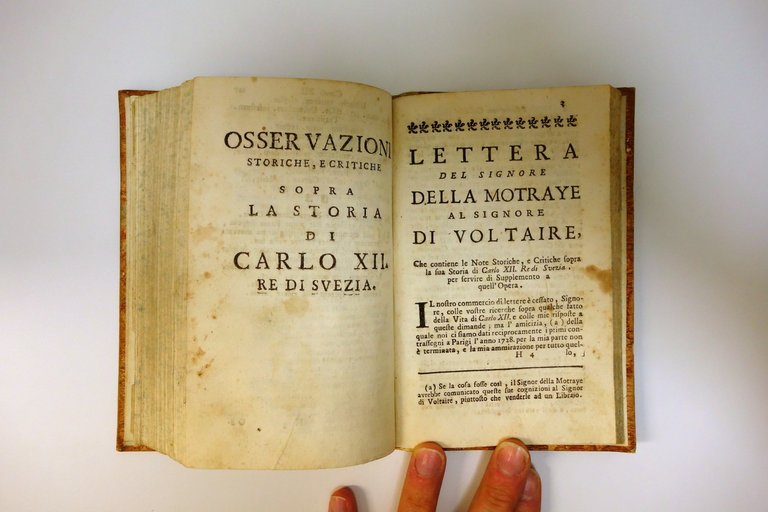 OSSERVAZIONI
STORICHE, E CRITICHE
SOPRA
LA STORIA
DI
CARLO XII.
RE DI SVEZIA.
LETTERA
DEL SIGNORE
DELLA MOTRAYE
AL SIGNORE
DI VOLTAIRE,
Che contiene le Note Storiche, e Critiche sopra
la sua Storia di Carlo XII. Re di Svezia.
per servire di Supplemento a
quell'Opera.
IL nostro commercio di lettere è cessato, Signo-
re, colle vostre ricerche sopra qualche fatto
della Vita di Carlo XII. e colle mie risposte a
queste dimande; ma l'amicizia, (a) della
quale noi ci siamo dati reciprocamente i primi con-
trassegni a Parigi l'anno 1728. per la mia parte non
è terminata, e la mia ammirazione per tutto quel-
H 4 lo,
(a) Se la cosa fosse così, il Signor della Motraye
avrebbe comunicato queste sue cognizioni al Signor
di Voltaire, piuttosto che venderle ad un Libraio.